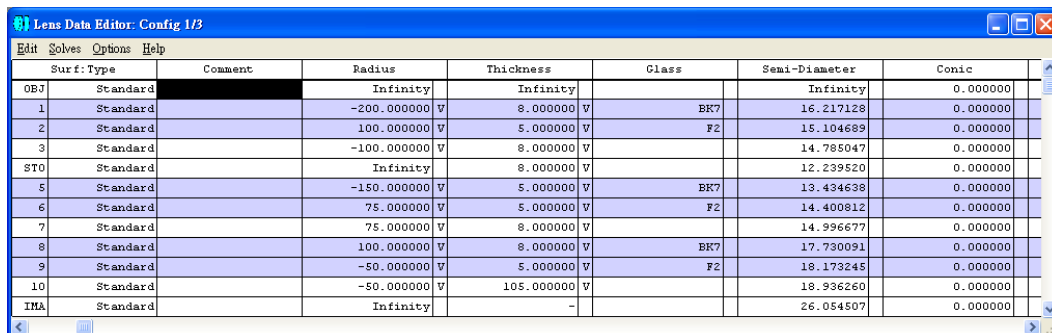 Lens Data Editor: Config 1/3
Edit Solves Options Help
Surf:Type Comment Radius Thickness Glass Semi-Diameter Conic
OBJ Standard Infinity Infinity Infinity 0.000000
1 Standard -200.000000 V 8.000000 V BK7 16.217128 0.000000
2 Standard 100.000000 V 5.000000 V F2 15.104689 0.000000
3 Standard -100.000000 V 8.000000 V 14.785047 0.000000
STO Standard Infinity 8.000000 V 12.239520 0.000000
5 Standard -150.000000 V 5.000000 V BK7 13.434638 0.000000
6 Standard 75.000000 V 5.000000 V F2 14.400812 0.000000
7 Standard 75.000000 V 8.000000 V 14.996677 0.000000
8 Standard 100.000000 V 8.000000 V BK7 17.730091 0.000000
9 Standard -50.000000 V 5.000000 V F2 18.173245 0.000000
10 Standard -50.000000 V 105.000000 V 18.936260 0.000000
IMA Standard Infinity - 26.054507 0.000000